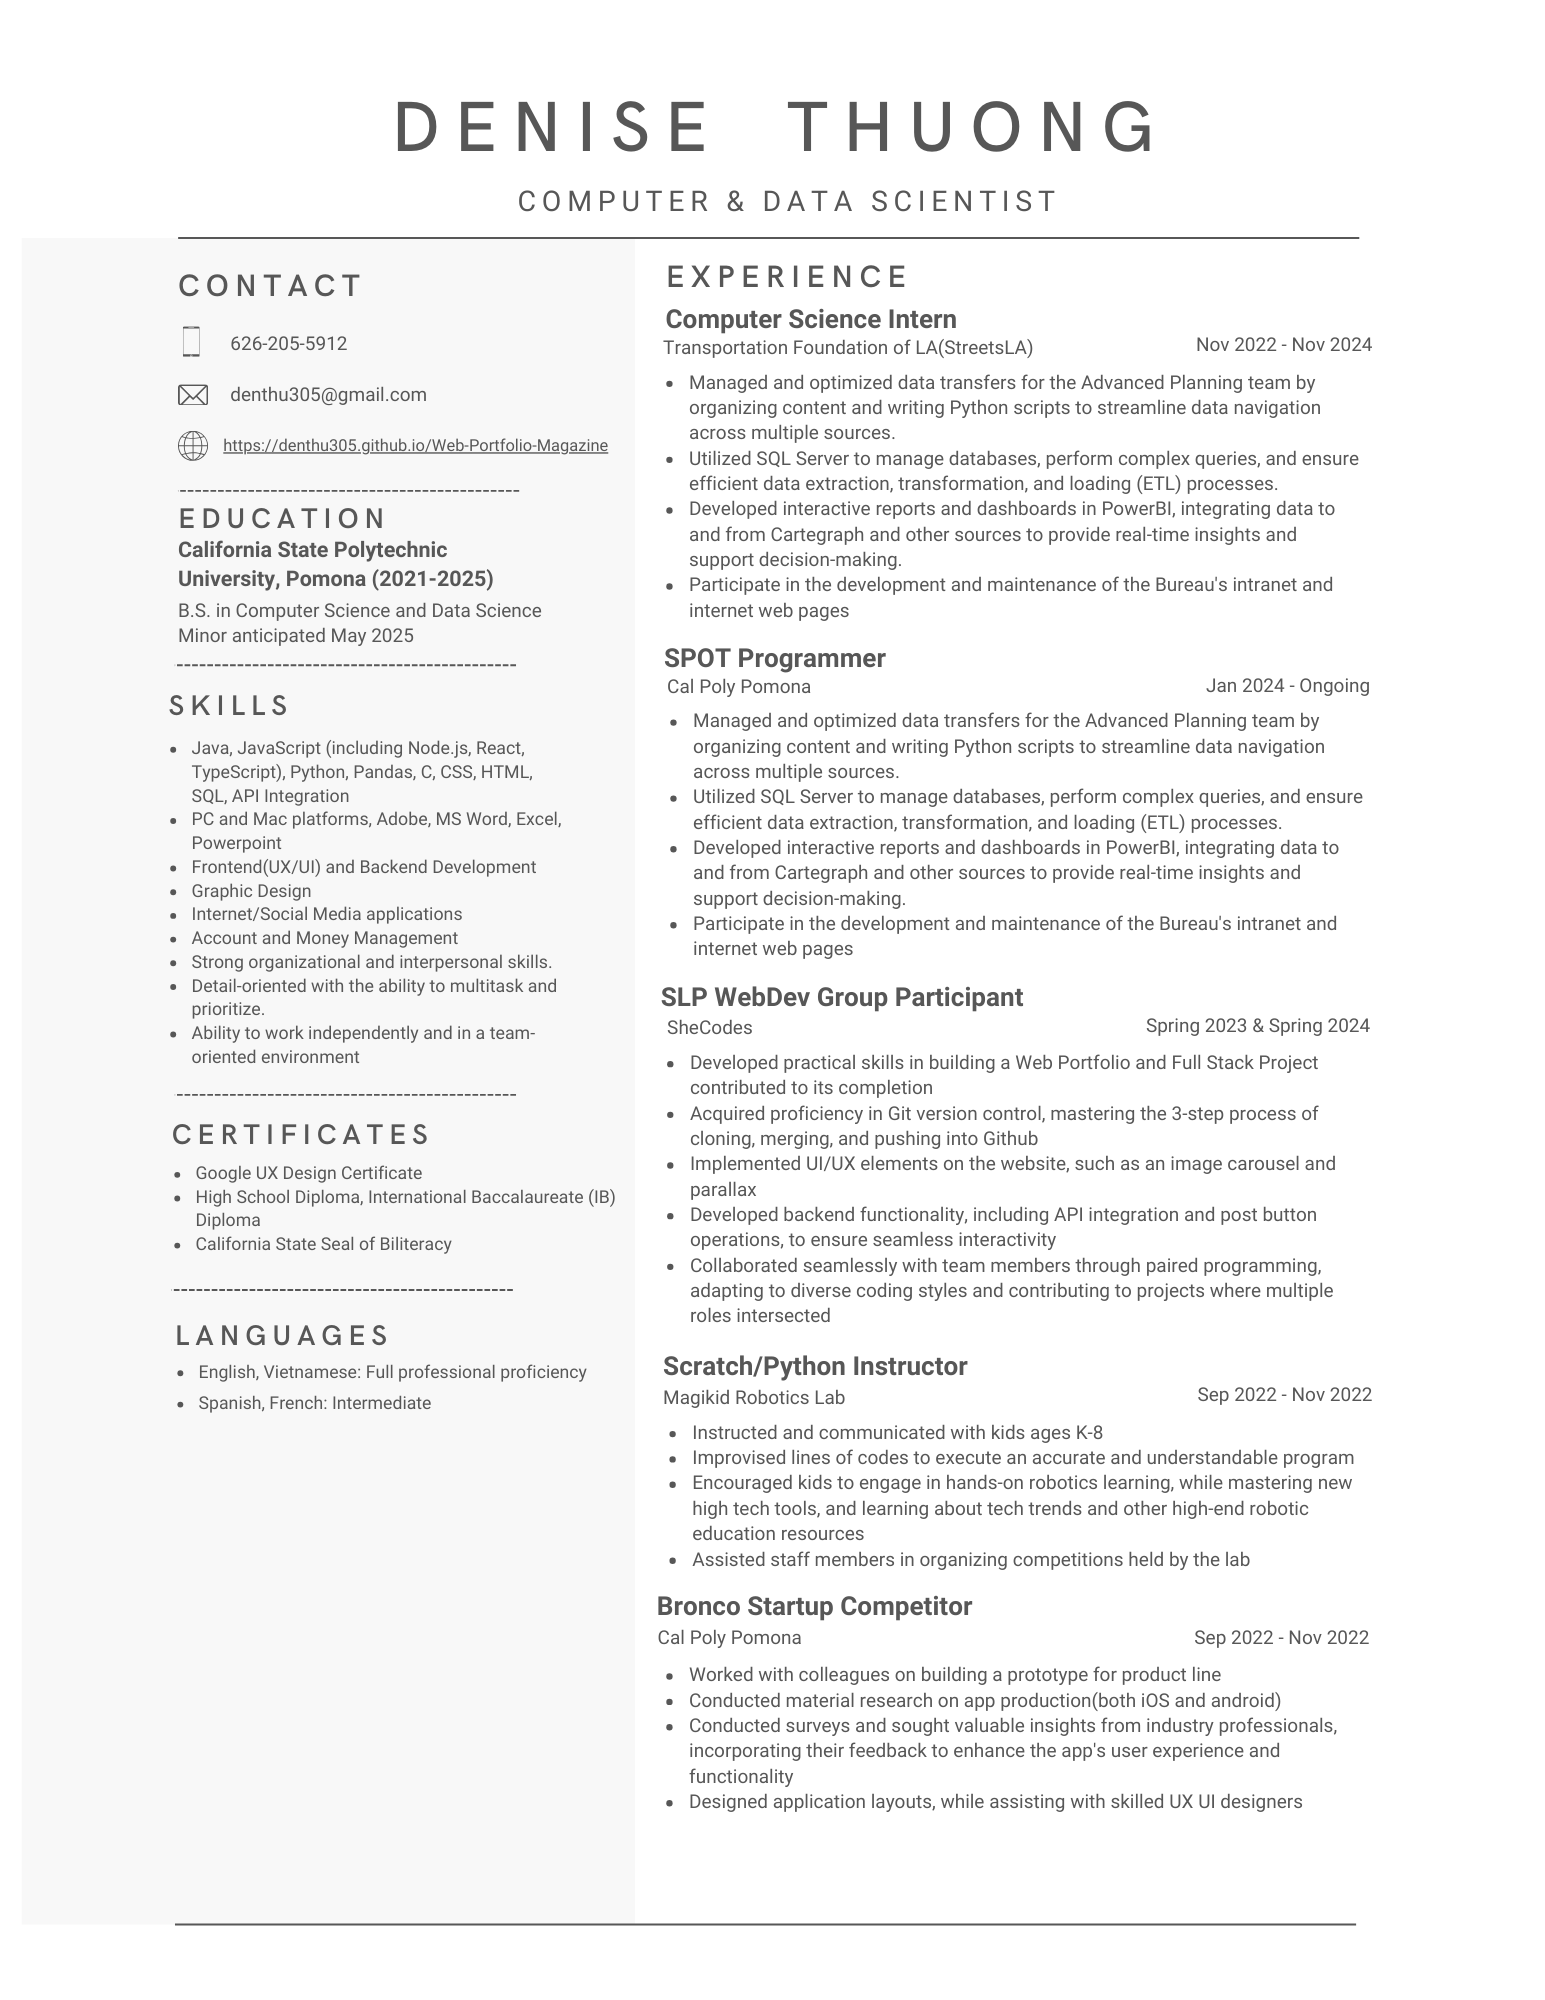 DENISE THUONG
COMPUTER & DATA SCIENTIST
CONTACT
626-205-5912
denthu305@gmail.com
https://denthu305.github.io/Web-Portfolio-Magazine
---------------------------------------------
EDUCATION
California State Polytechnic
University, Pomona (2021-2025)
B.S. in Computer Science and Data Science
Minor anticipated May 2025
---------------------------------------------
SKILLS
• Java, JavaScript (including Node.js, React,
TypeScript), Python, Pandas, C, CSS, HTML,
SQL, API Integration
• PC and Mac platforms, Adobe, MS Word, Excel,
Powerpoint
• Frontend(UX/UI) and Backend Development
• Graphic Design
• Internet/Social Media applications
• Account and Money Management
• Strong organizational and interpersonal skills.
• Detail-oriented with the ability to multitask and
prioritize.
• Ability to work independently and in a team-
oriented environment
---------------------------------------------
CERTIFICATES
• Google UX Design Certificate
• High School Diploma, International Baccalaureate (IB)
Diploma
• California State Seal of Biliteracy
---------------------------------------------
LANGUAGES
• English, Vietnamese: Full professional proficiency
• Spanish, French: Intermediate
EXPERIENCE
Computer Science Intern
Transportation Foundation of LA(StreetsLA) Nov 2022 - Nov 2024
• Managed and optimized data transfers for the Advanced Planning team by
organizing content and writing Python scripts to streamline data navigation
across multiple sources.
• Utilized SQL Server to manage databases, perform complex queries, and ensure
efficient data extraction, transformation, and loading (ETL) processes.
• Developed interactive reports and dashboards in PowerBI, integrating data to
and from Cartegraph and other sources to provide real-time insights and
support decision-making.
• Participate in the development and maintenance of the Bureau's intranet and
internet web pages
SPOT Programmer
Cal Poly Pomona Jan 2024 - Ongoing
• Managed and optimized data transfers for the Advanced Planning team by
organizing content and writing Python scripts to streamline data navigation
across multiple sources.
• Utilized SQL Server to manage databases, perform complex queries, and ensure
efficient data extraction, transformation, and loading (ETL) processes.
• Developed interactive reports and dashboards in PowerBI, integrating data to
and from Cartegraph and other sources to provide real-time insights and
support decision-making.
• Participate in the development and maintenance of the Bureau's intranet and
internet web pages
SLP WebDev Group Participant
SheCodes Spring 2023 & Spring 2024
• Developed practical skills in building a Web Portfolio and Full Stack Project
contributed to its completion
• Acquired proficiency in Git version control, mastering the 3-step process of
cloning, merging, and pushing into Github
• Implemented UI/UX elements on the website, such as an image carousel and
parallax
• Developed backend functionality, including API integration and post button
operations, to ensure seamless interactivity
• Collaborated seamlessly with team members through paired programming,
adapting to diverse coding styles and contributing to projects where multiple
roles intersected
Scratch/Python Instructor
Magikid Robotics Lab Sep 2022 - Nov 2022
• Instructed and communicated with kids ages K-8
• Improvised lines of codes to execute an accurate and understandable program
• Encouraged kids to engage in hands-on robotics learning, while mastering new
high tech tools, and learning about tech trends and other high-end robotic
education resources
• Assisted staff members in organizing competitions held by the lab
Bronco Startup Competitor
Cal Poly Pomona Sep 2022 - Nov 2022
• Worked with colleagues on building a prototype for product line
• Conducted material research on app production(both iOS and android)
• Conducted surveys and sought valuable insights from industry professionals,
incorporating their feedback to enhance the app's user experience and
functionality
• Designed application layouts, while assisting with skilled UX UI designers